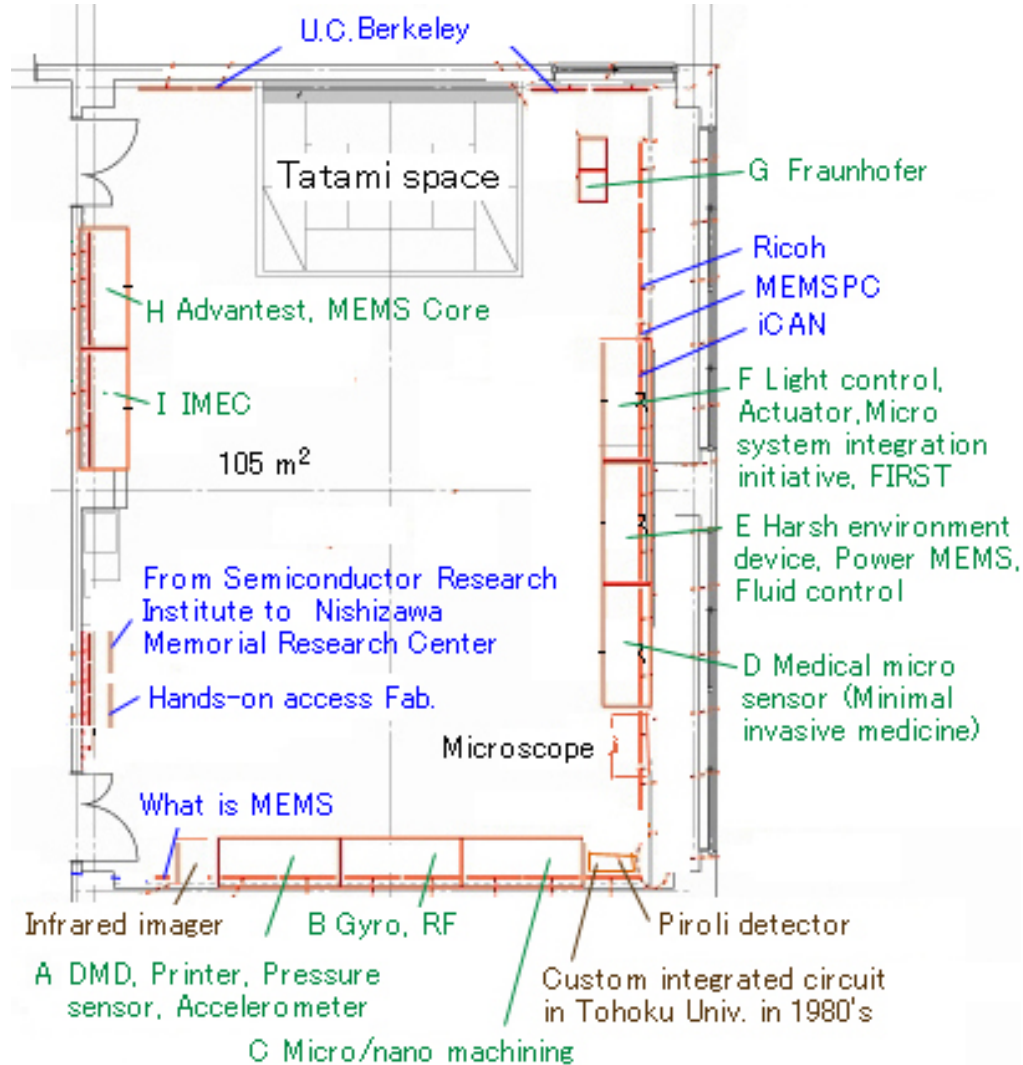 U.C.Berkeley
Tatami space
G Fraunhofer
Ricoh
MEMSPC
iCAN
H Advantest, MEMS Core
F Light control,
Actuator,Micro
system integration
initiative, FIRST
I IMEC
105 m²
E Harsh environment
device, Power MEMS,
Fluid control
From Semiconductor Research
Institute to Nishizawa
Memorial Research Center
Hands-on access Fab.
D Medical micro
sensor (Minimal
invasive medicine)
Microscope
What is MEMS
Infrared imager
B Gyro, RF
Piroli detector
A DMD, Printer, Pressure
sensor, Accelerometer
Custom integrated circuit
in Tohoku Univ. in 1980's
C Micro/nano machining